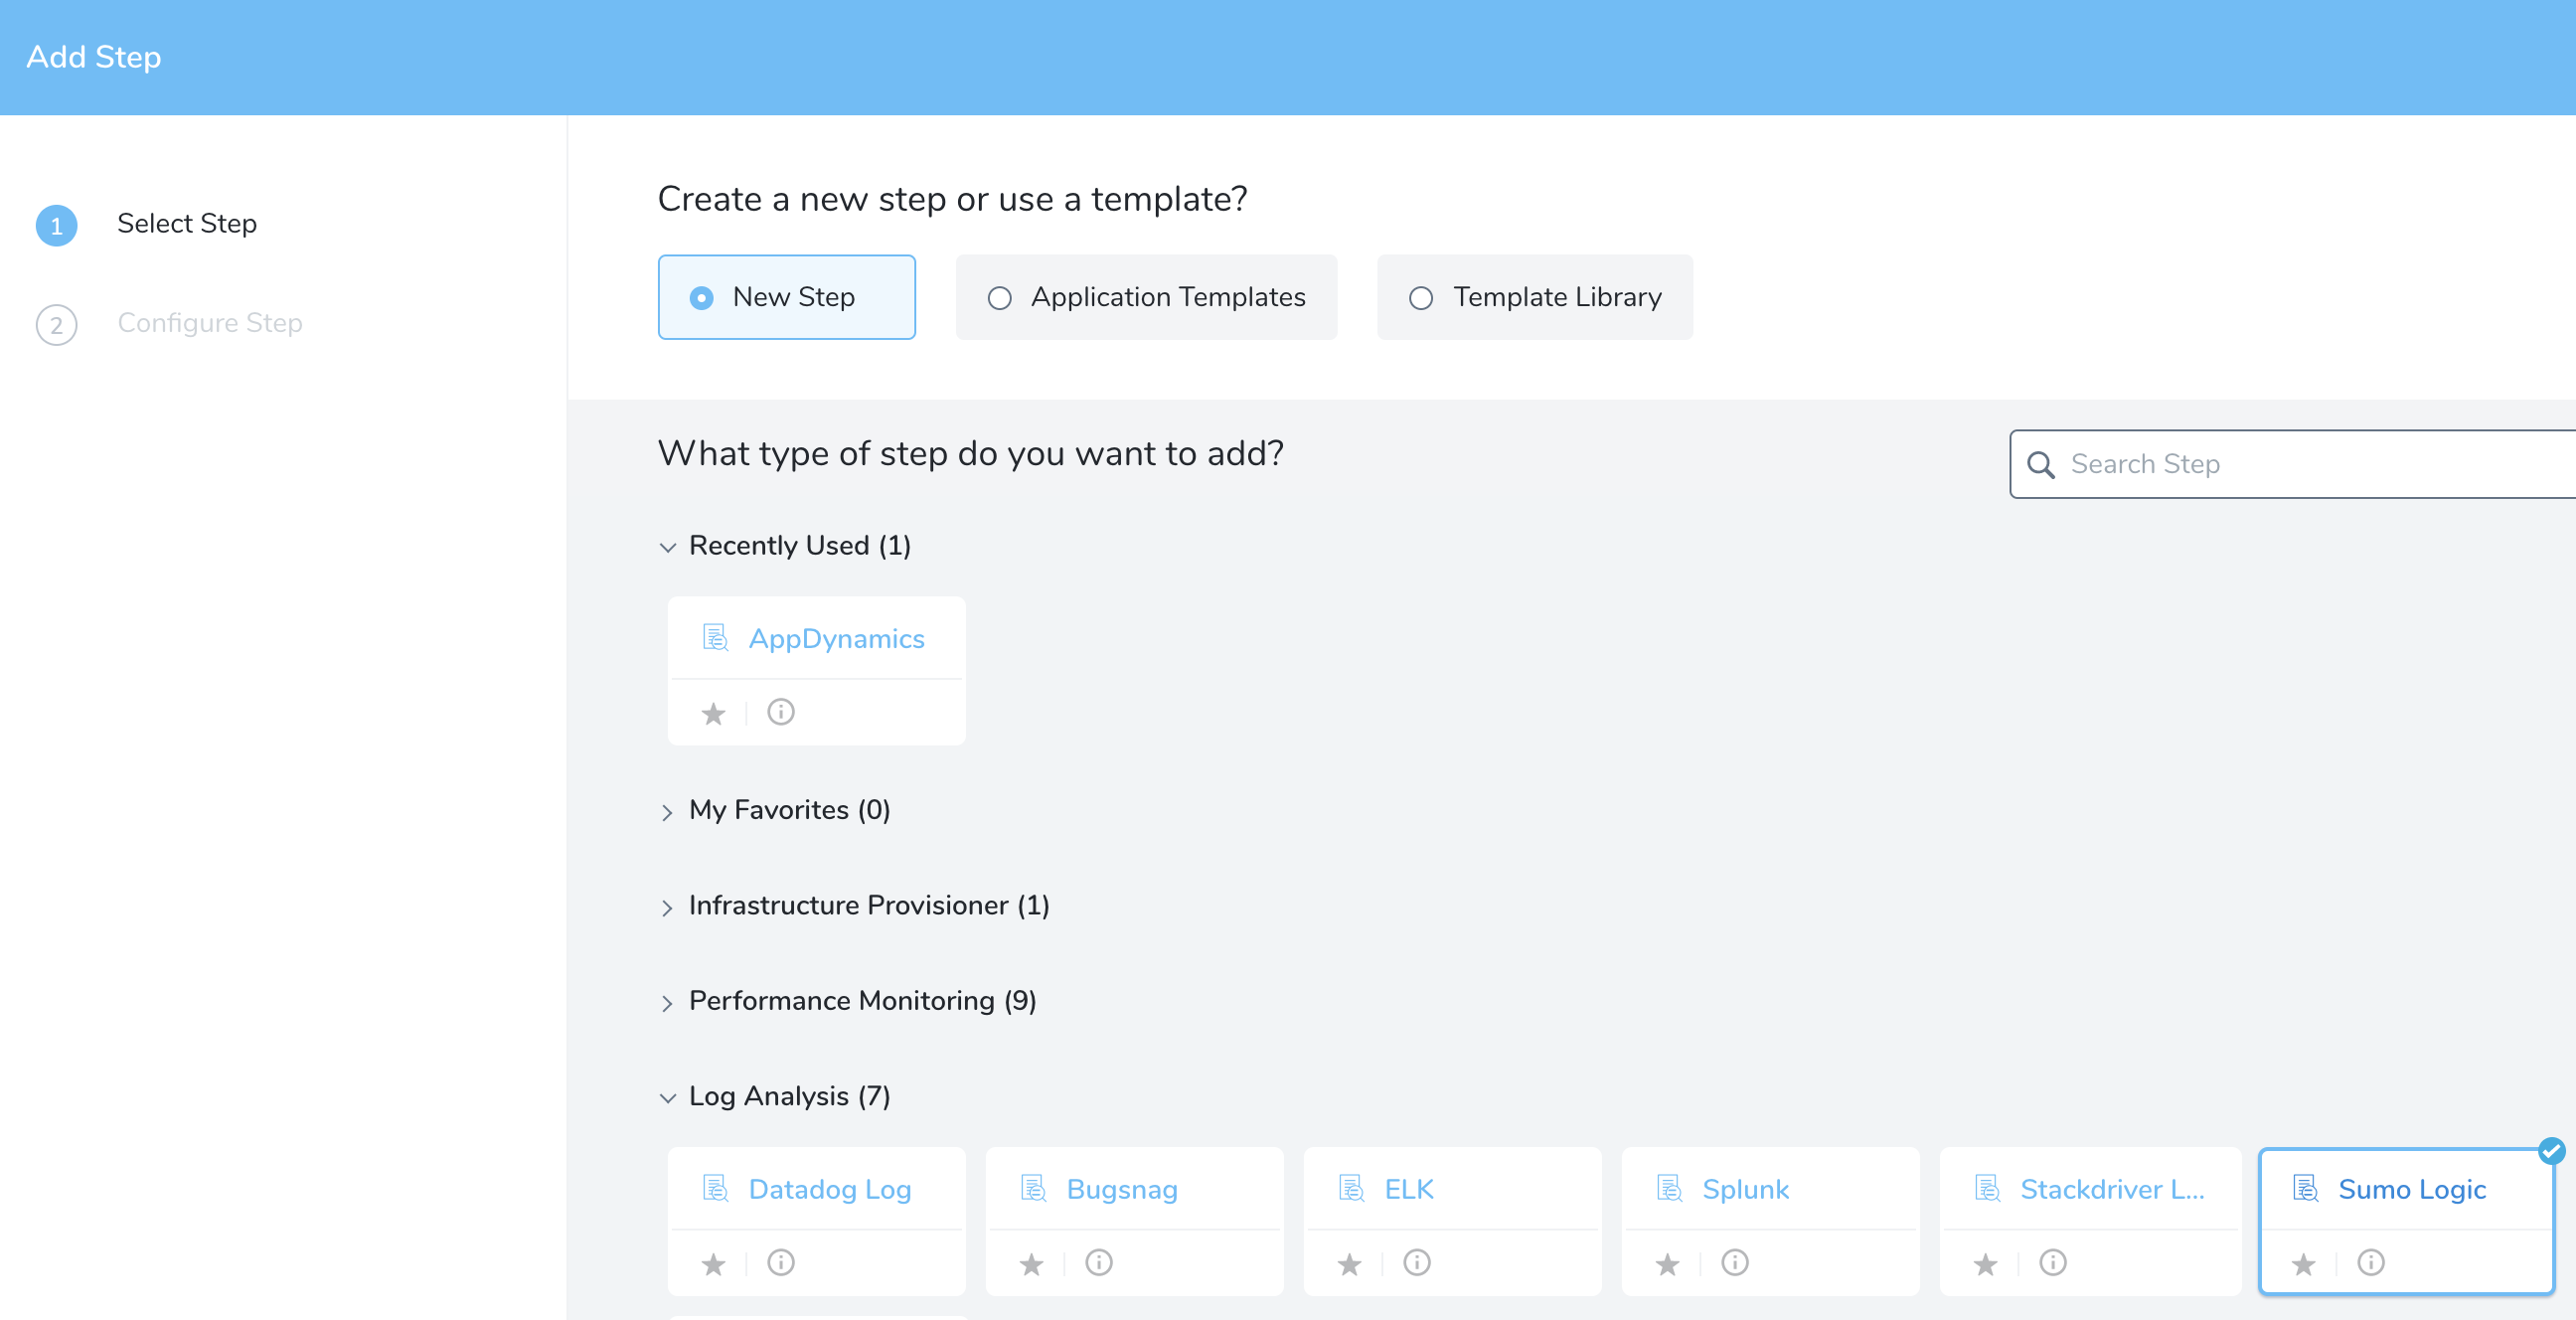 Add Step
1 Select Step
2 Configure Step
Create a new step or use a template?
New Step Application Templates Template Library
What type of step do you want to add?
Search Step
Recently Used (1)
AppDynamics
My Favorites (0)
Infrastructure Provisioner (1)
Performance Monitoring (9)
Log Analysis (7)
Datadog Log Bugsnag ELK Splunk Stackdriver L... Sumo Logic